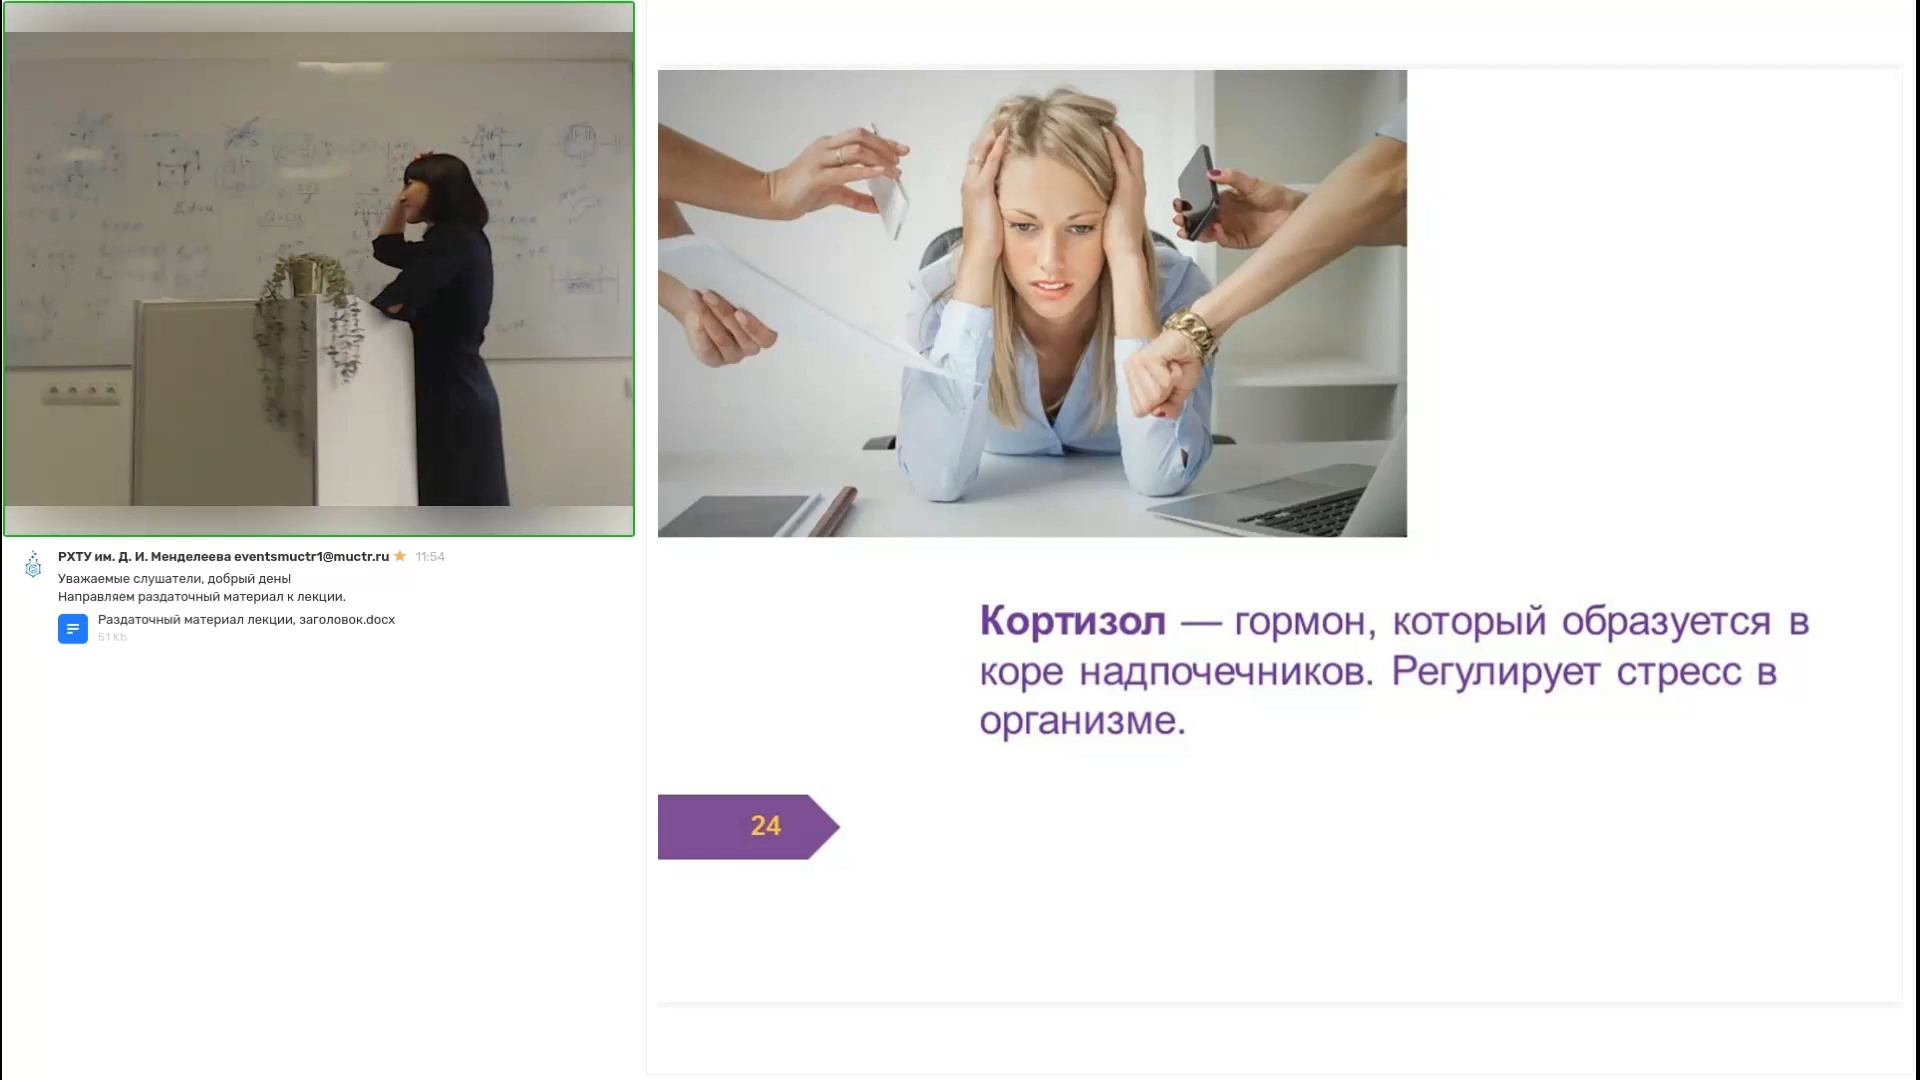 РХТУ им. Д. И. Менделеева eventsmuctr1@muctr.ru 11:54
Уважаемые слушатели, добрый день!
Направляем раздаточный материал к лекции.
Раздаточный материал лекции, заголовок.docx
51 Kb
Кортизол — гормон, который образуется в
коре надпочечников. Регулирует стресс в
организме.
24